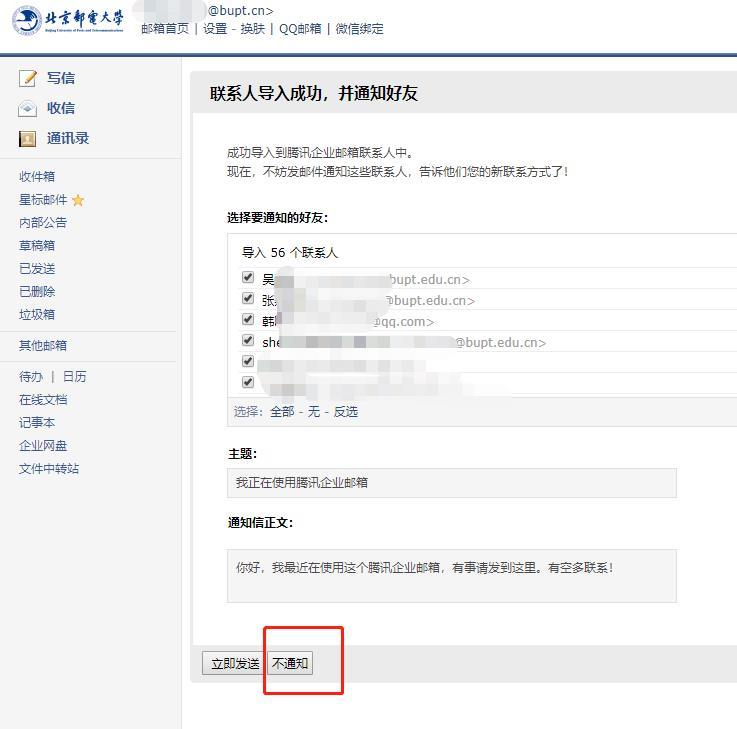 北京郵電大學
Beijing University of Posts and Telecommunications
@bupt.cn>
邮箱首页 | 设置 - 换肤 | QQ邮箱 | 微信绑定
写信
收信
通讯录
收件箱
星标邮件
内部公告
草稿箱
已发送
已删除
垃圾箱
其他邮箱
待办 | 日历
在线文档
记事本
企业网盘
文件中转站
联系人导入成功，并通知好友
成功导入到腾讯企业邮箱联系人中。
现在，不妨发邮件通知这些联系人，告诉他们您的新联系方式了！
选择要通知的好友：
导入 56 个联系人
吴 bupt.edu.cn>
张 @bupt.edu.cn>
韩 @qq.com>
she @bupt.edu.cn>
选择：全部 - 无 - 反选
主题：
我正在使用腾讯企业邮箱
通知信正文：
你好，我最近在使用这个腾讯企业邮箱，有事请发到这里。有空多联系！
立即发送 不通知